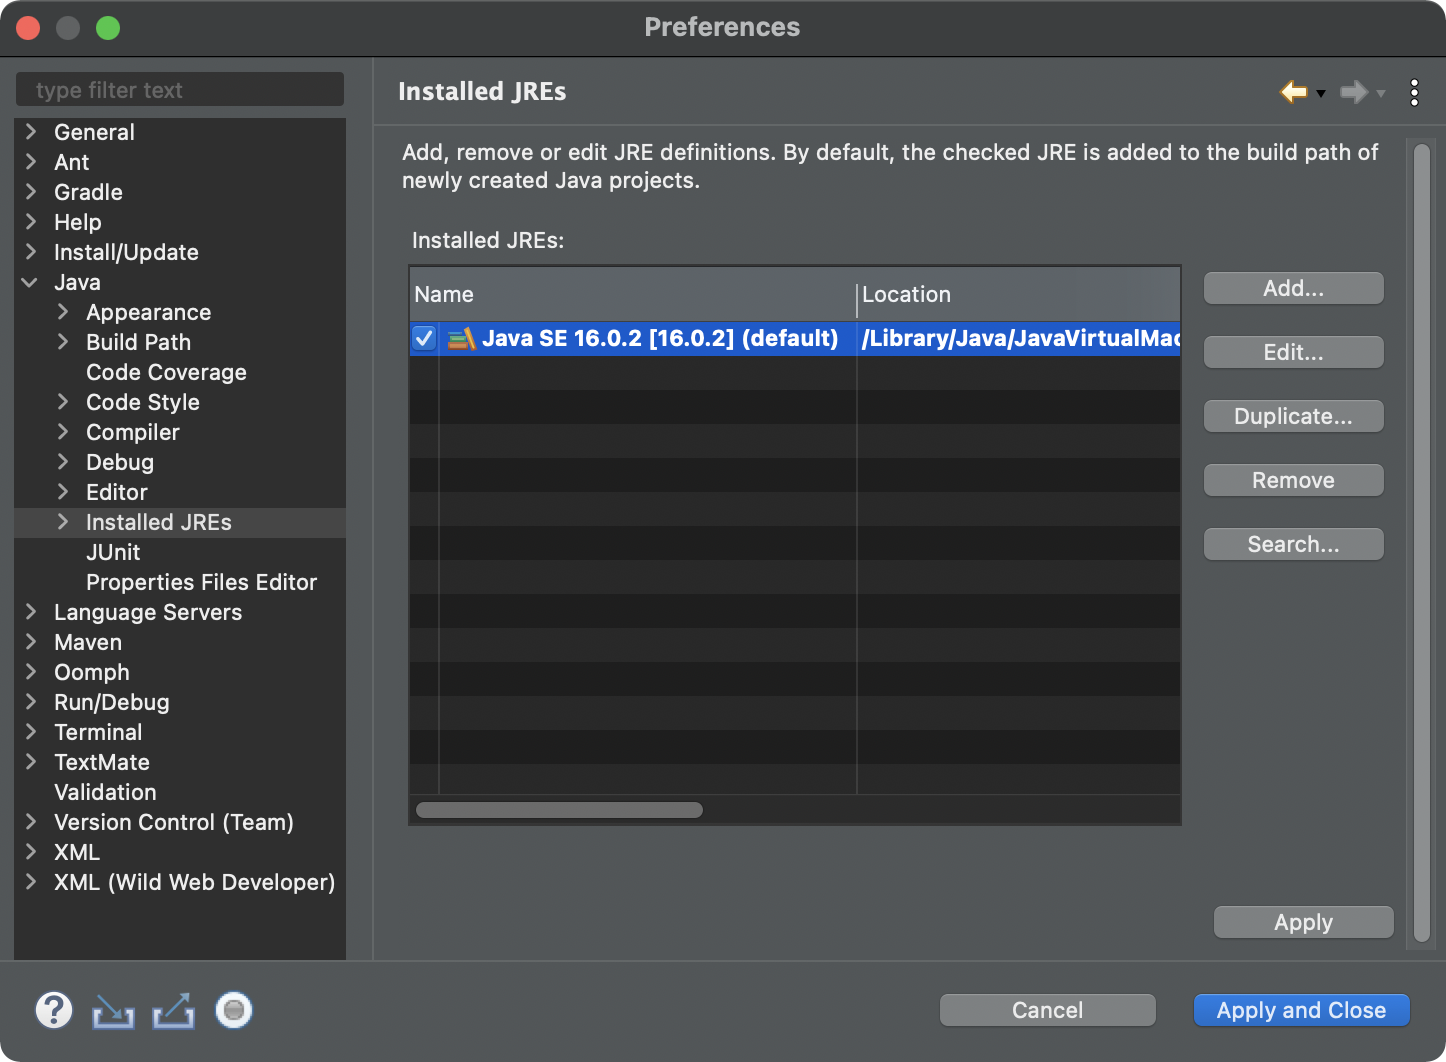 Preferences
type filter text
General
Ant
Gradle
Help
Install/Update
Java
Appearance
Build Path
Code Coverage
Code Style
Compiler
Debug
Editor
Installed JREs
JUnit
Properties Files Editor
Language Servers
Maven
Oomph
Run/Debug
Terminal
TextMate
Validation
Version Control (Team)
XML
XML (Wild Web Developer)
Installed JREs
Add, remove or edit JRE definitions. By default, the checked JRE is added to the build path of
newly created Java projects.
Installed JREs:
Name Location
Java SE 16.0.2 [16.0.2] (default) /Library/Java/JavaVirtualMac
Add...
Edit...
Duplicate...
Remove
Search...
Apply
?
Cancel
Apply and Close